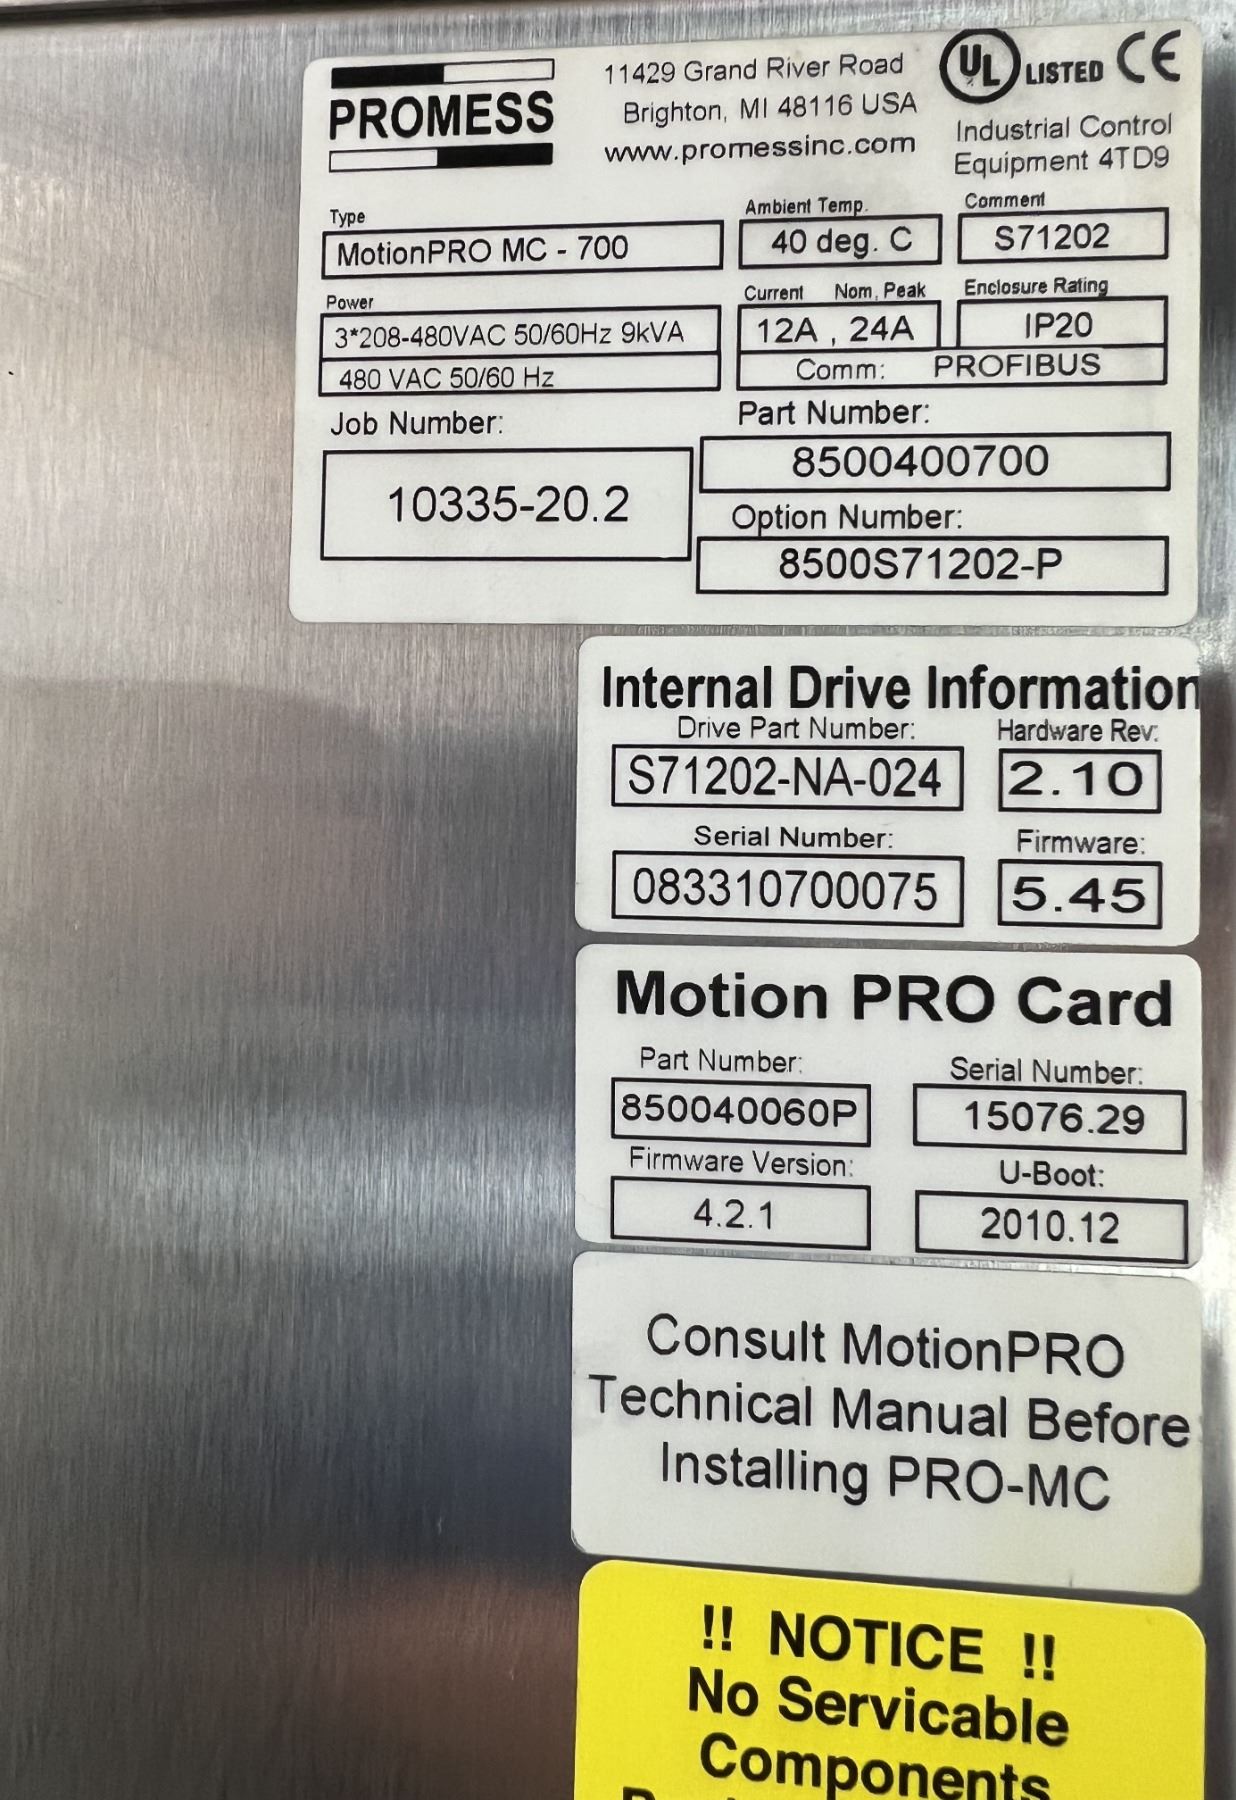 PROMESS
11429 Grand River Road
Brighton, MI 48116 USA
www.promessinc.com
UL LISTED CE
Industrial Control
Equipment 4TD9
Type
MotionPRO MC - 700
Ambient Temp.
40 deg. C
Comment
S71202
Power
3*208-480VAC 50/60Hz 9kVA
480 VAC 50/60 Hz
Current Nom, Peak
12A , 24A
Enclosure Rating
IP20
Comm: PROFIBUS
Job Number:
10335-20.2
Part Number:
8500400700
Option Number:
8500S71202-P
Internal Drive Information
Drive Part Number:
S71202-NA-024
Hardware Rev:
2.10
Serial Number:
083310700075
Firmware:
5.45
Motion PRO Card
Part Number:
850040060P
Serial Number:
15076.29
Firmware Version:
4.2.1
U-Boot:
2010.12
Consult MotionPRO
Technical Manual Before
Installing PRO-MC
!! NOTICE !!
No Servicable
Components